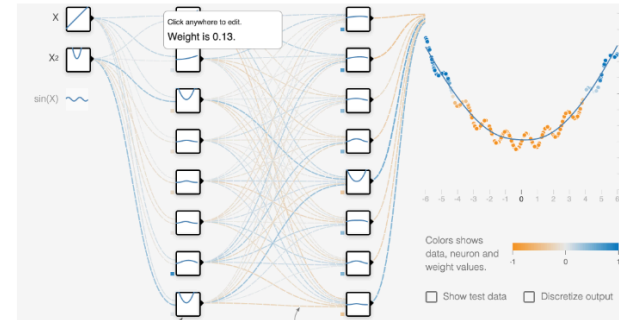 X
Click anywhere to edit.
Weight is 0.13.
X2
sin(X)
-6 -5 -4 -3 -2 -1 0 1 2 3 4 5 6
Colors shows
data, neuron and
weight values.
-1 0 1
Show test data
Discretize output